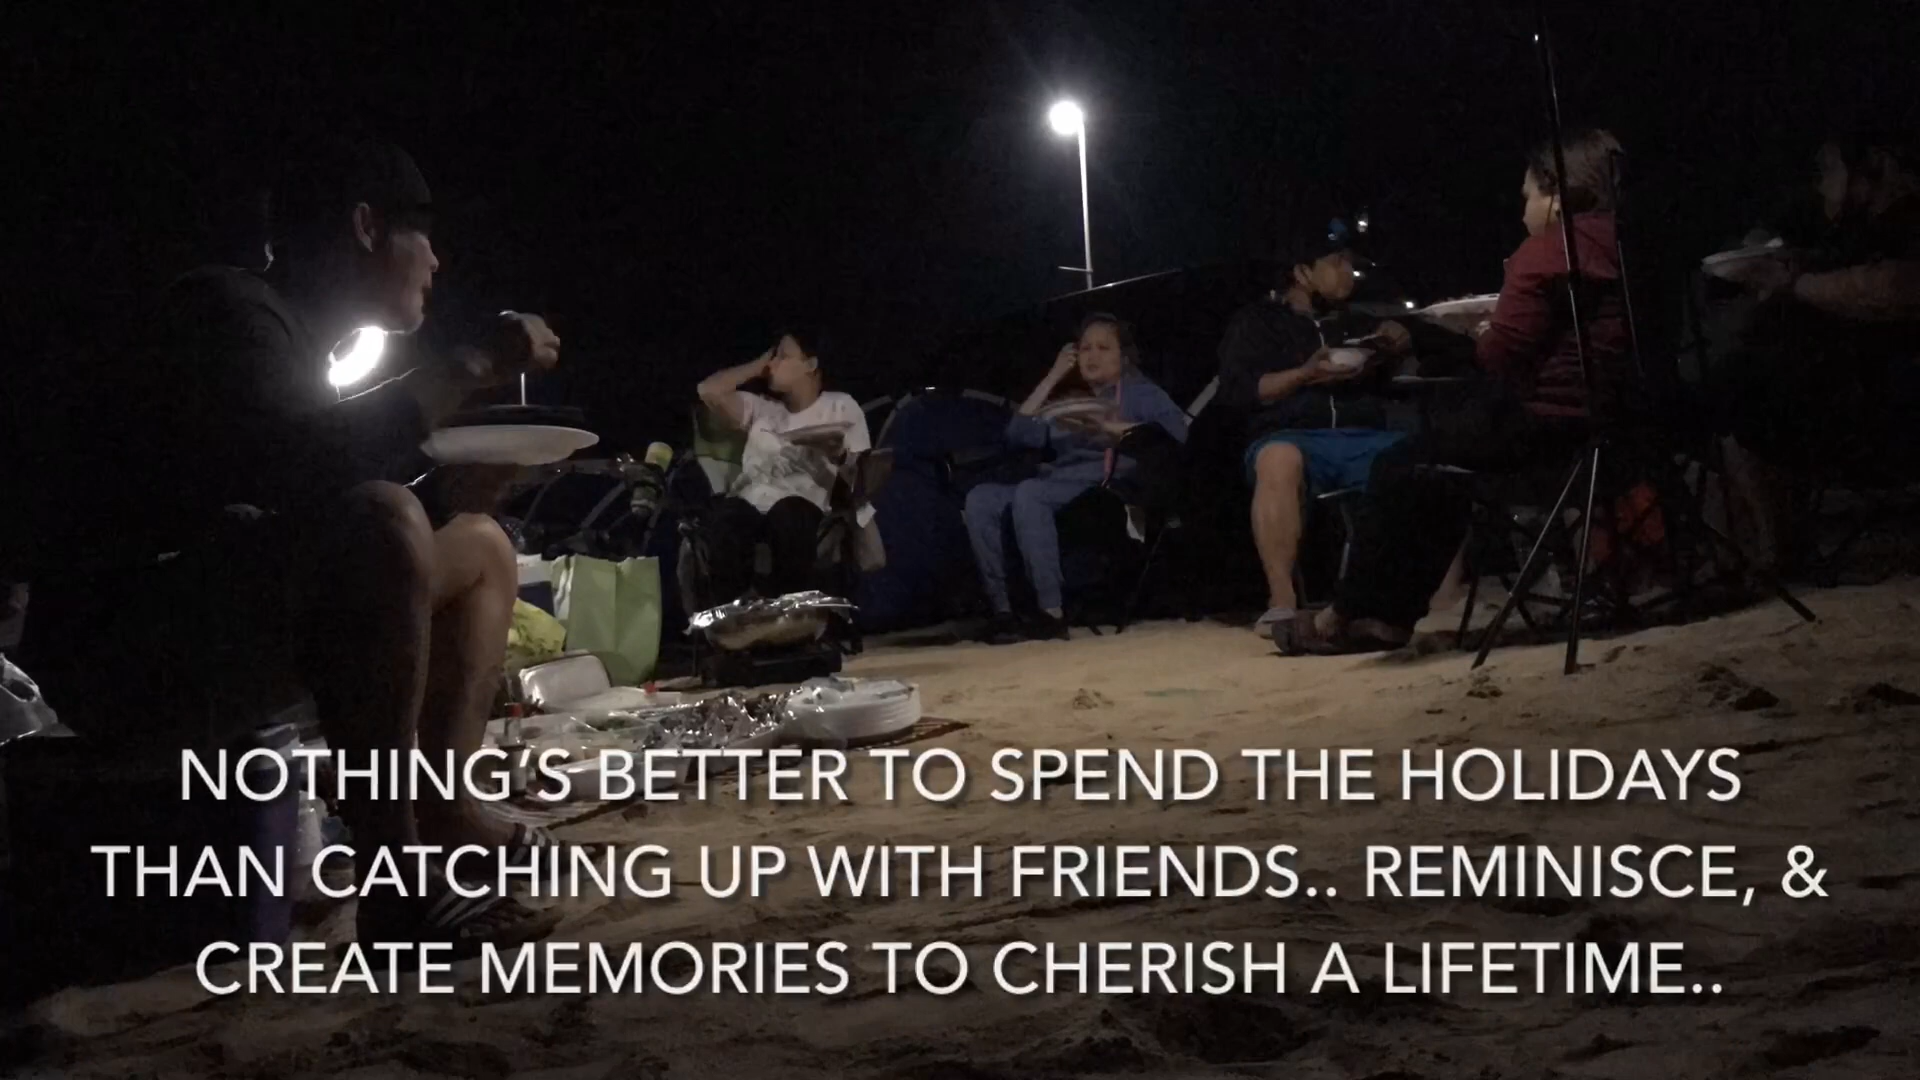 NOTHING’S BETTER TO SPEND THE HOLIDAYS
THAN CATCHING UP WITH FRIENDS.. REMINISCE, &
CREATE MEMORIES TO CHERISH A LIFETIME..